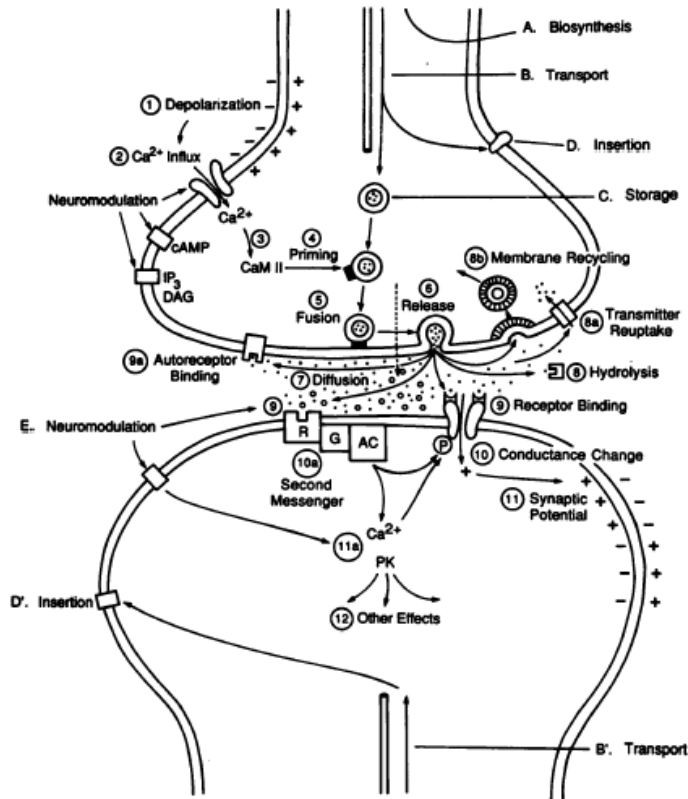 A. Biosynthesis
B. Transport
① Depolarization
② Ca²⁺ Influx
D. Insertion
Neuromodulation
Ca²⁺
C. Storage
cAMP
③
④
Priming
CaM II
8b Membrane Recycling
IP₃
DAG
⑤
Fusion
⑥
Release
8a Transmitter
Reuptake
9a Autoreceptor
Binding
⑦ Diffusion
⑧ Hydrolysis
⑨
⑨ Receptor Binding
E. Neuromodulation
R
G
AC
P
⑩ Conductance Change
10a
Second
Messenger
+
⑪ Synaptic
Potential
Ca²⁺
11a
PK
D'. Insertion
⑫ Other Effects
B'. Transport